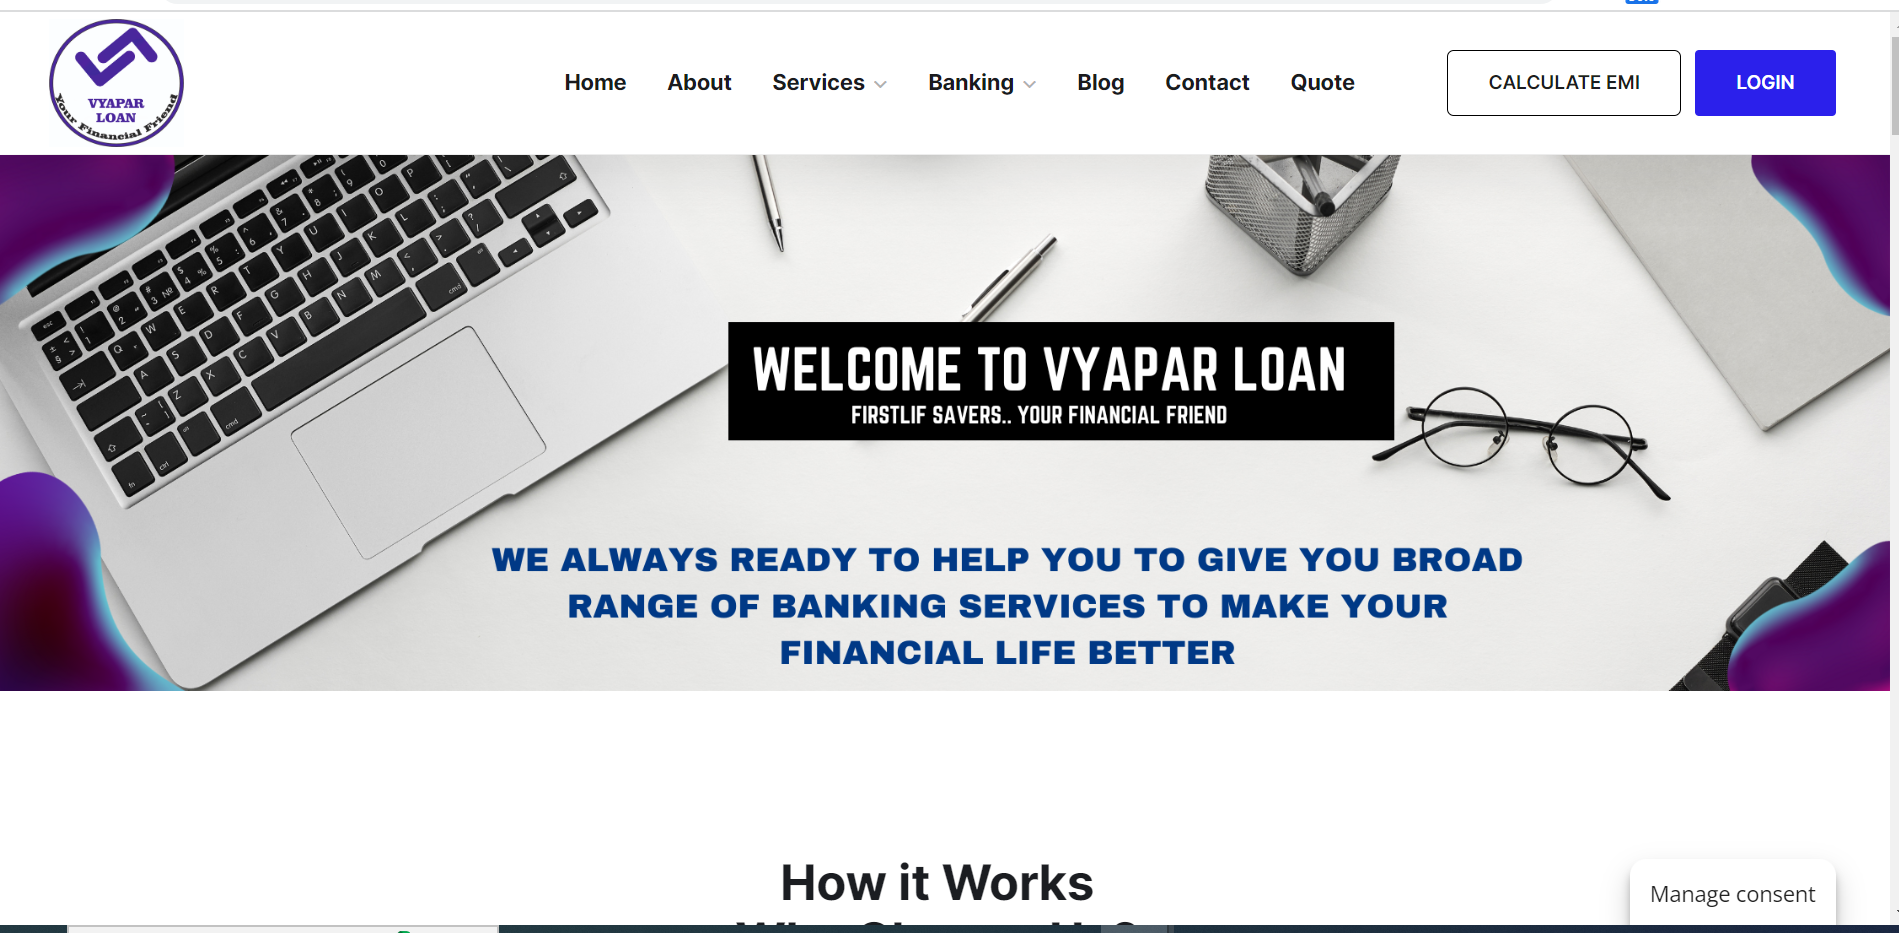 VYAPAR
LOAN
Your Financial Friend
Home About Services Banking Blog Contact Quote
CALCULATE EMI
LOGIN
WELCOME TO VYAPAR LOAN
FIRSTLIF SAVERS.. YOUR FINANCIAL FRIEND
WE ALWAYS READY TO HELP YOU TO GIVE YOU BROAD
RANGE OF BANKING SERVICES TO MAKE YOUR
FINANCIAL LIFE BETTER
How it Works
Manage consent